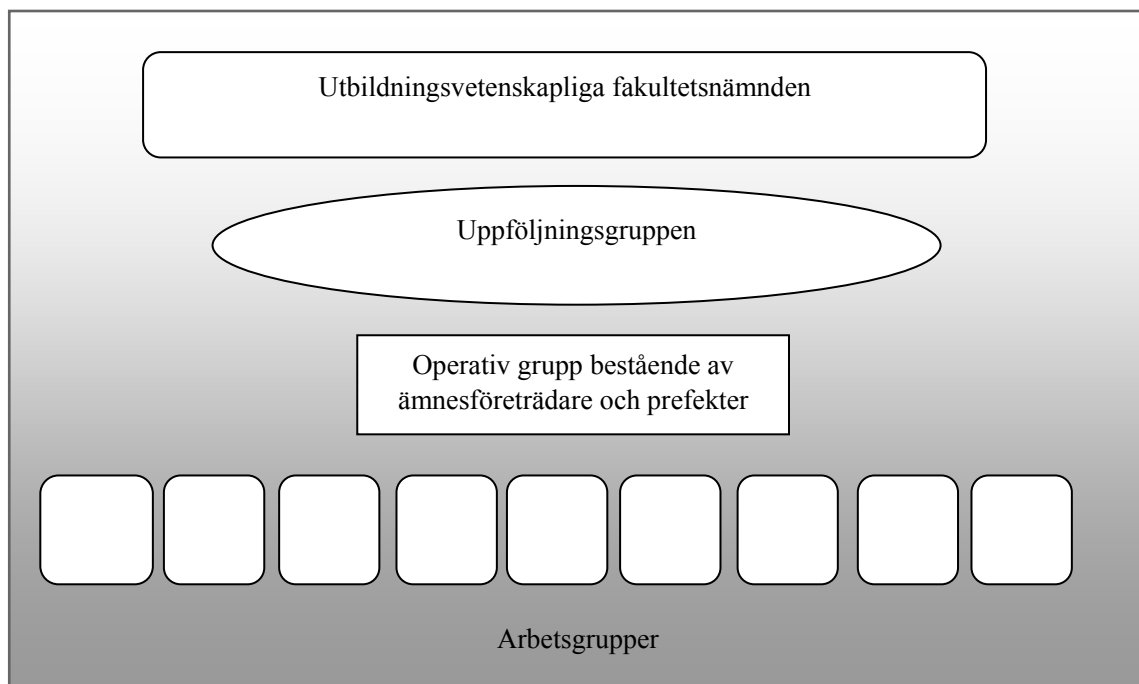 Utbildningsvetenskapliga fakultetsnämnden
Uppföljningsgruppen
Operativ grupp bestående av
ämnesföreträdare och prefekter
Arbetsgrupper